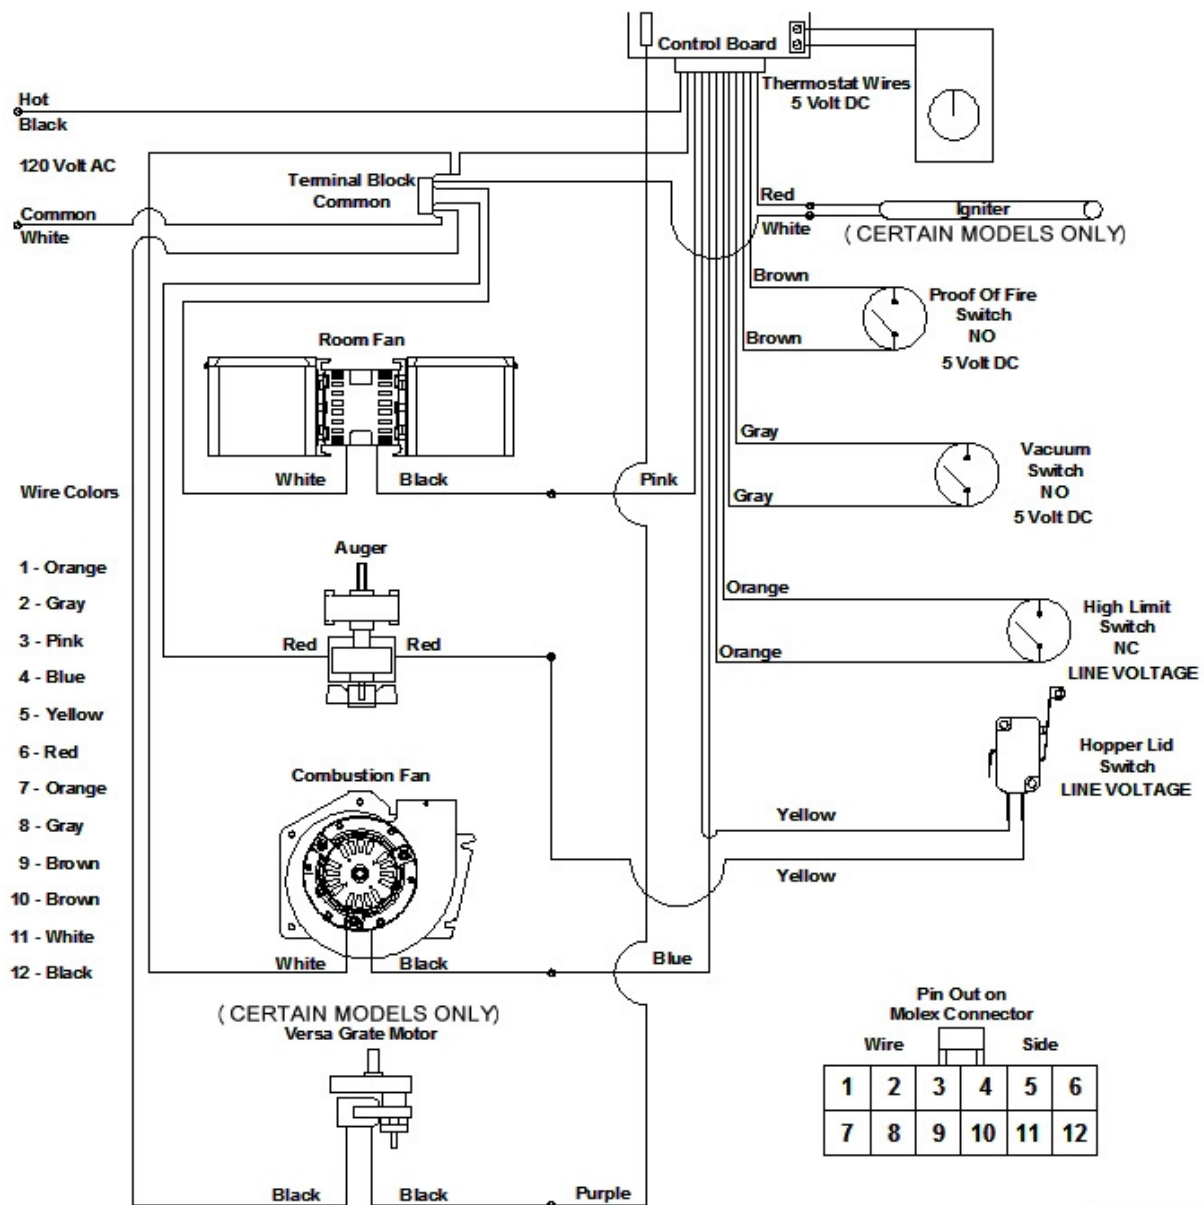 Control Board
Thermostat Wires
5 Volt DC
Hot
Black
120 Volt AC
Terminal Block
Common
Common
White
Red
White
Igniter
( CERTAIN MODELS ONLY)
Brown
Proof Of Fire
Switch
NO
5 Volt DC
Brown
Room Fan
White
Black
Pink
Gray
Gray
Vacuum
Switch
NO
5 Volt DC
Wire Colors
1 - Orange
2 - Gray
3 - Pink
4 - Blue
5 - Yellow
6 - Red
7 - Orange
8 - Gray
9 - Brown
10 - Brown
11 - White
12 - Black
Auger
Red
Red
Orange
Orange
High Limit
Switch
NC
LINE VOLTAGE
Hopper Lid
Switch
LINE VOLTAGE
Yellow
Yellow
Combustion Fan
White
Black
Blue
( CERTAIN MODELS ONLY)
Versa Grate Motor
Black
Black
Purple
Pin Out on
Molex Connector
Wire Side
1 2 3 4 5 6
7 8 9 10 11 12